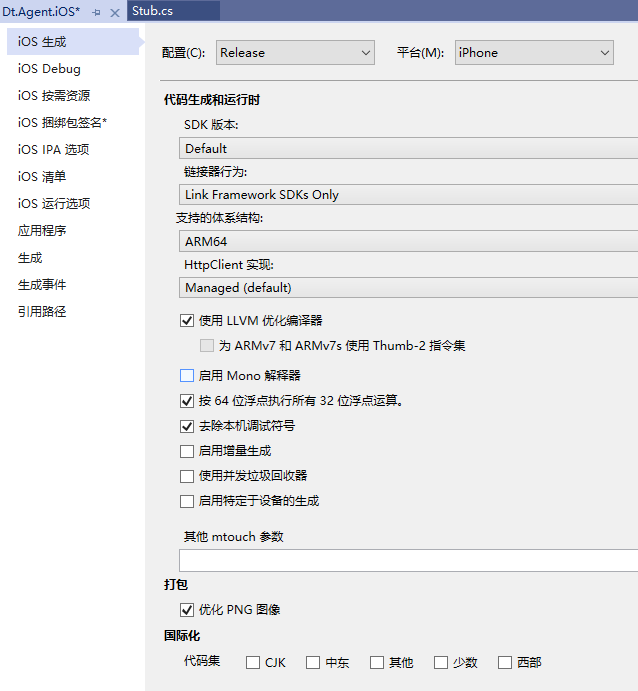 Dt.Agent.iOS* Stub.cs
iOS 生成
iOS Debug
iOS 按需资源
iOS 捆绑包签名*
iOS IPA 选项
iOS 清单
iOS 运行选项
应用程序
生成
生成事件
引用路径
配置(C): Release 平台(M): iPhone
代码生成和运行时
SDK 版本:
Default
链接器行为:
Link Framework SDKs Only
支持的体系结构:
ARM64
HttpClient 实现:
Managed (default)
使用 LLVM 优化编译器
为 ARMv7 和 ARMv7s 使用 Thumb-2 指令集
启用 Mono 解释器
按 64 位浮点执行所有 32 位浮点运算。
去除本机调试符号
启用增量生成
使用并发垃圾回收器
启用特定于设备的生成
其他 mtouch 参数
打包
优化 PNG 图像
国际化
代码集 CJK 中东 其他 少数 西部